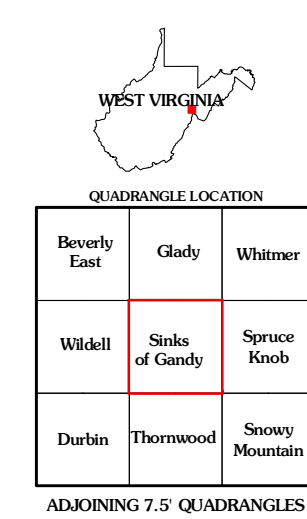 WEST VIRGINIA
QUADRANGLE LOCATION
Beverly
East
Glady
Whitmer
Wildell
Sinks
of Gandy
Spruce
Knob
Durbin
Thornwood
Snowy
Mountain
ADJOINING 7.5' QUADRANGLES